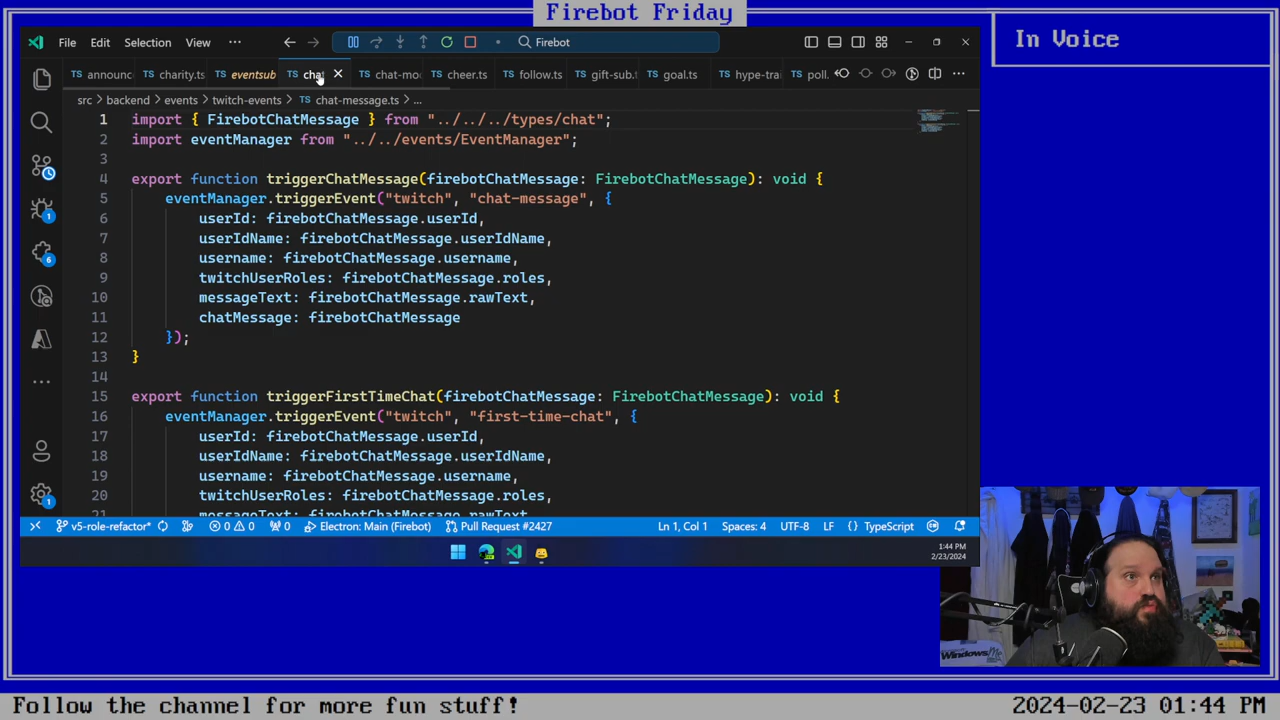 Firebot Friday
In Voice
File Edit Selection View ··· Firebot
announc charity.ts eventsub chat chat-mo cheer.ts follow.ts gift-sub. goal.ts hype-tra poll.
src > backend > events > twitch-events > TS chat-message.ts > ...
1 import { FirebotChatMessage } from "../../../types/chat";
2 import eventManager from "../../events/EventManager";
3
4 export function triggerChatMessage(firebotChatMessage: FirebotChatMessage): void {
5 eventManager.triggerEvent("twitch", "chat-message", {
6 userId: firebotChatMessage.userId,
7 userIdName: firebotChatMessage.userIdName,
8 username: firebotChatMessage.username,
9 twitchUserRoles: firebotChatMessage.roles,
10 messageText: firebotChatMessage.rawText,
11 chatMessage: firebotChatMessage
12 });
13 }
14
15 export function triggerFirstTimeChat(firebotChatMessage: FirebotChatMessage): void {
16 eventManager.triggerEvent("twitch", "first-time-chat", {
17 userId: firebotChatMessage.userId,
18 userIdName: firebotChatMessage.userIdName,
19 username: firebotChatMessage.username,
20 twitchUserRoles: firebotChatMessage.roles,
21 messageText: firebotChatMessage.rawText,
v5-role-refactor* 0 0 0 Electron: Main (Firebot) Pull Request #2427 Ln 1, Col 1 Spaces: 4 UTF-8 LF {} TypeScript
1:44 PM
2/23/2024
Windows Me
Follow the channel for more fun stuff! 2024-02-23 01:44 PM